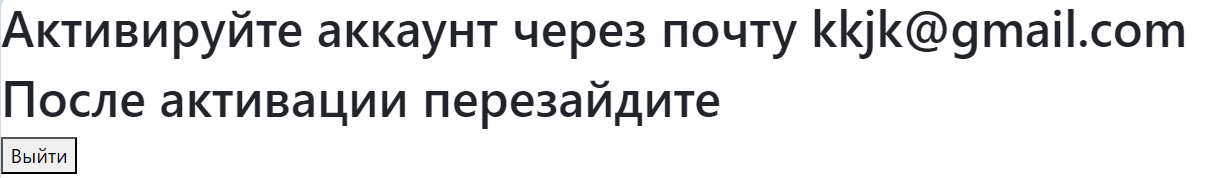 Активируйте аккаунт через почту kkjk@gmail.com
После активации перезайдите
Выйти